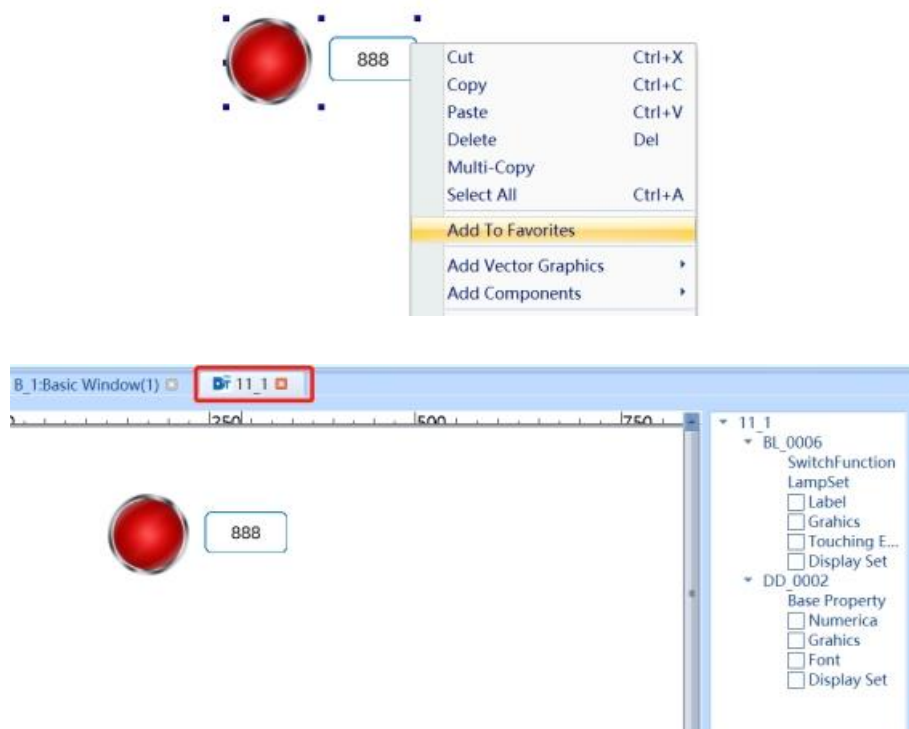 888
Cut Ctrl+X
Copy Ctrl+C
Paste Ctrl+V
Delete Del
Multi-Copy
Select All Ctrl+A
Add To Favorites
Add Vector Graphics
Add Components
B_1:Basic Window(1) 11_1
250 500 750
888
11_1
BL_0006
SwitchFunction
LampSet
Label
Grahics
Touching E...
Display Set
DD_0002
Base Property
Numerica
Grahics
Font
Display Set